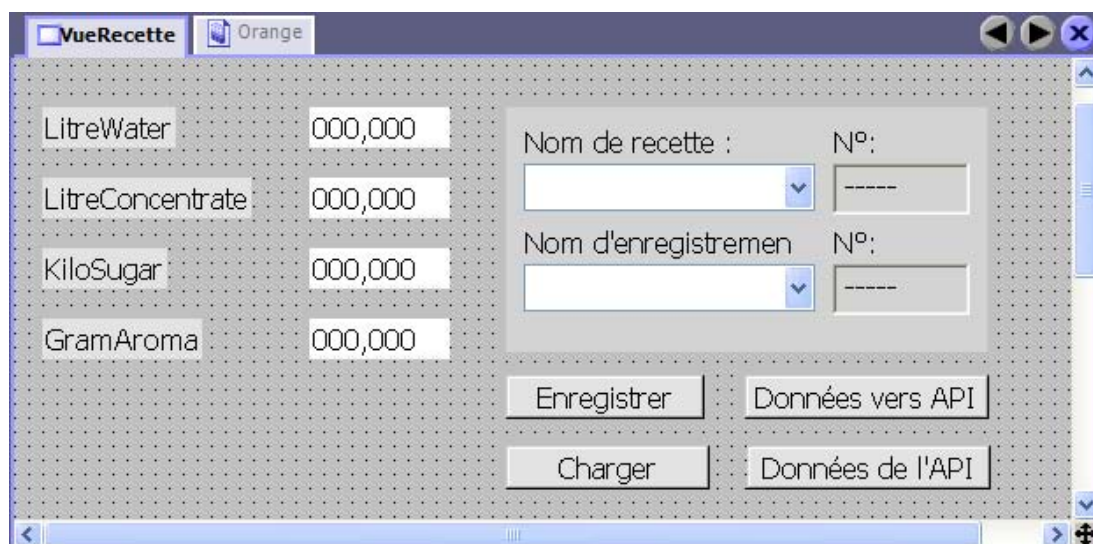 VueRecette Orange
LitreWater 000,000
LitreConcentrate 000,000
KiloSugar 000,000
GramAroma 000,000
Nom de recette : Nº:
-----
Nom d'enregistremen Nº:
-----
Enregistrer Données vers API
Charger Données de l'API